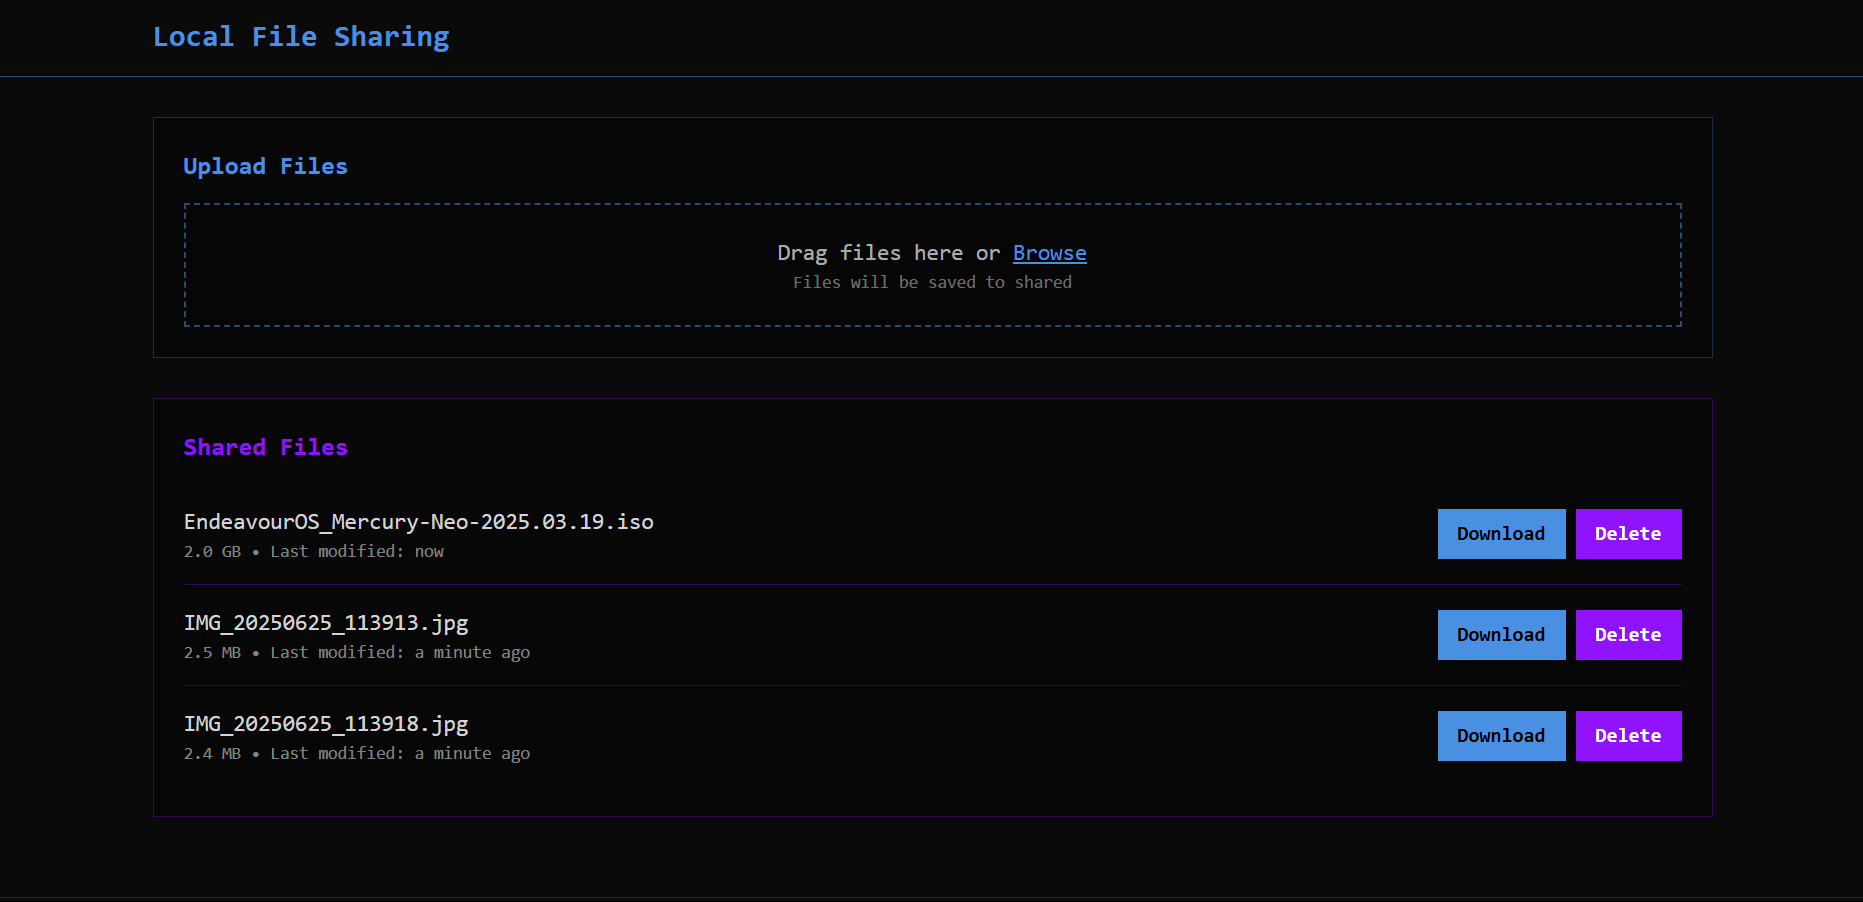 Local File Sharing
Upload Files
Drag files here or Browse
Files will be saved to shared
Shared Files
EndeavourOS_Mercury-Neo-2025.03.19.iso
2.0 GB • Last modified: now
Download Delete
IMG_20250625_113913.jpg
2.5 MB • Last modified: a minute ago
Download Delete
IMG_20250625_113918.jpg
2.4 MB • Last modified: a minute ago
Download Delete